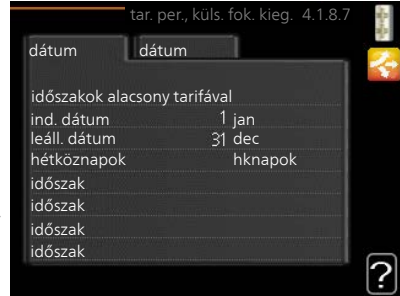 tar. per., küls. fok. kieg. 4.1.8.7
dátum dátum
időszakok alacsony tarifával
ind. dátum 1 jan
leáll. dátum 31 dec
hétköznapok hknapok
időszak
időszak
időszak
időszak
?